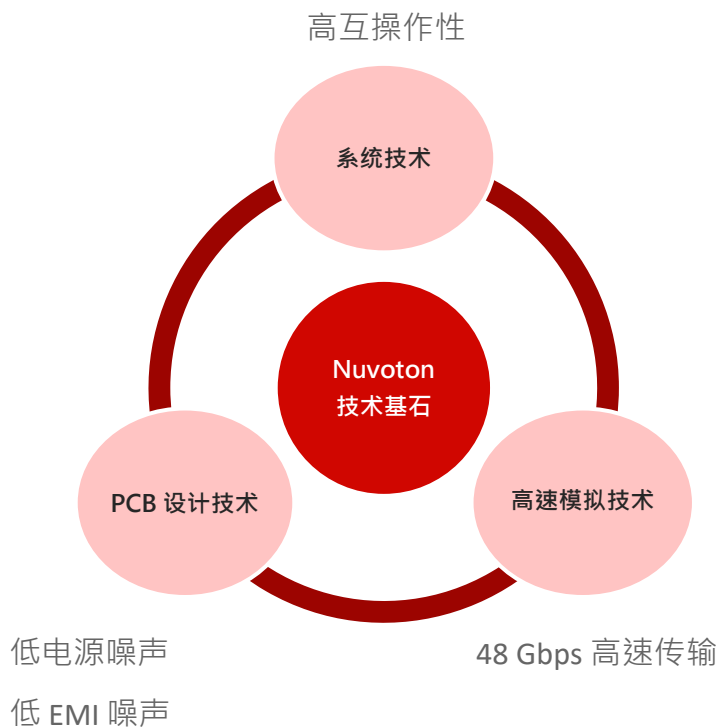 高互操作性
系统技术
Nuvoton
技术基石
PCB 设计技术
高速模拟技术
低电源噪声
48 Gbps 高速传输
低 EMI 噪声